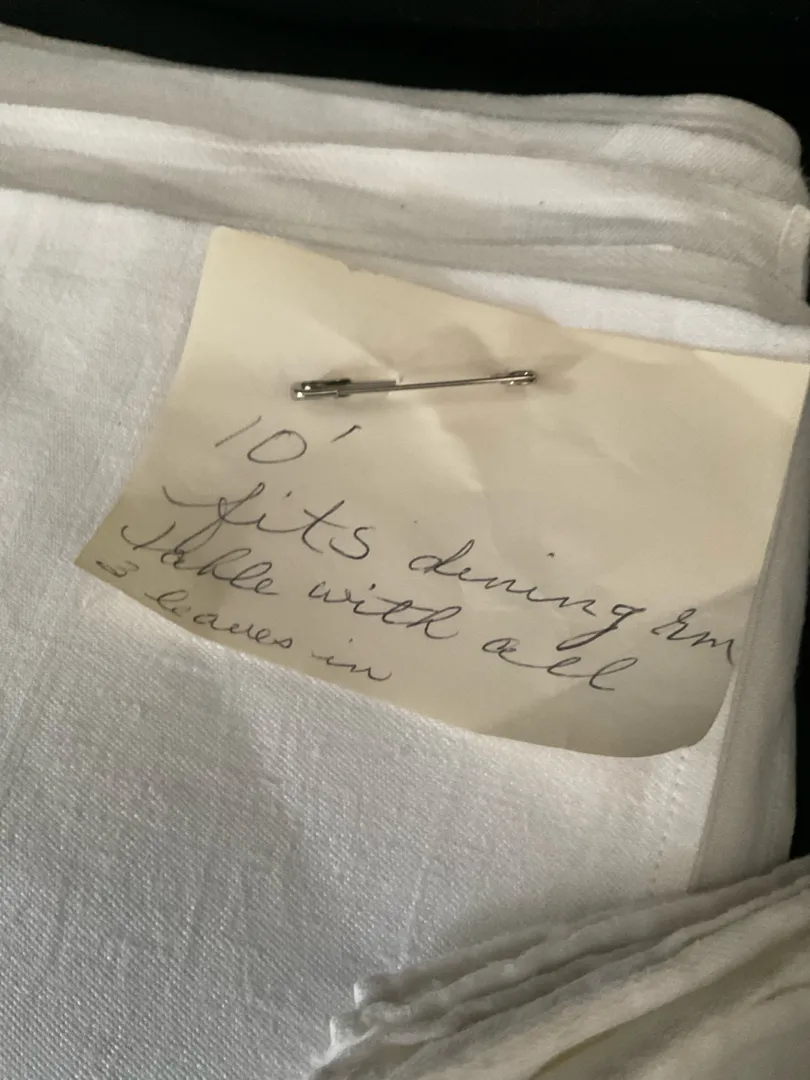 10'
fits dining rm
table with all
3 leaves in